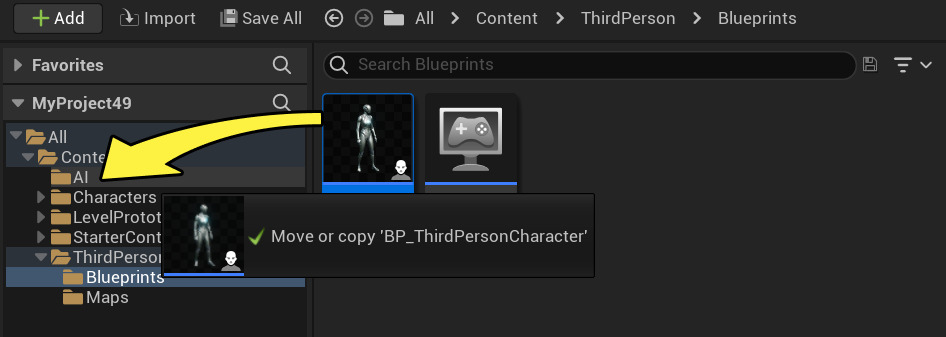 Add Import Save All All Content ThirdPerson Blueprints
Favorites
Search Blueprints
MyProject49
All
Conte
AI
Characters
LevelProtot
StarterCont
ThirdPerson
Move or copy 'BP_ThirdPersonCharacter'
Blueprints
Maps